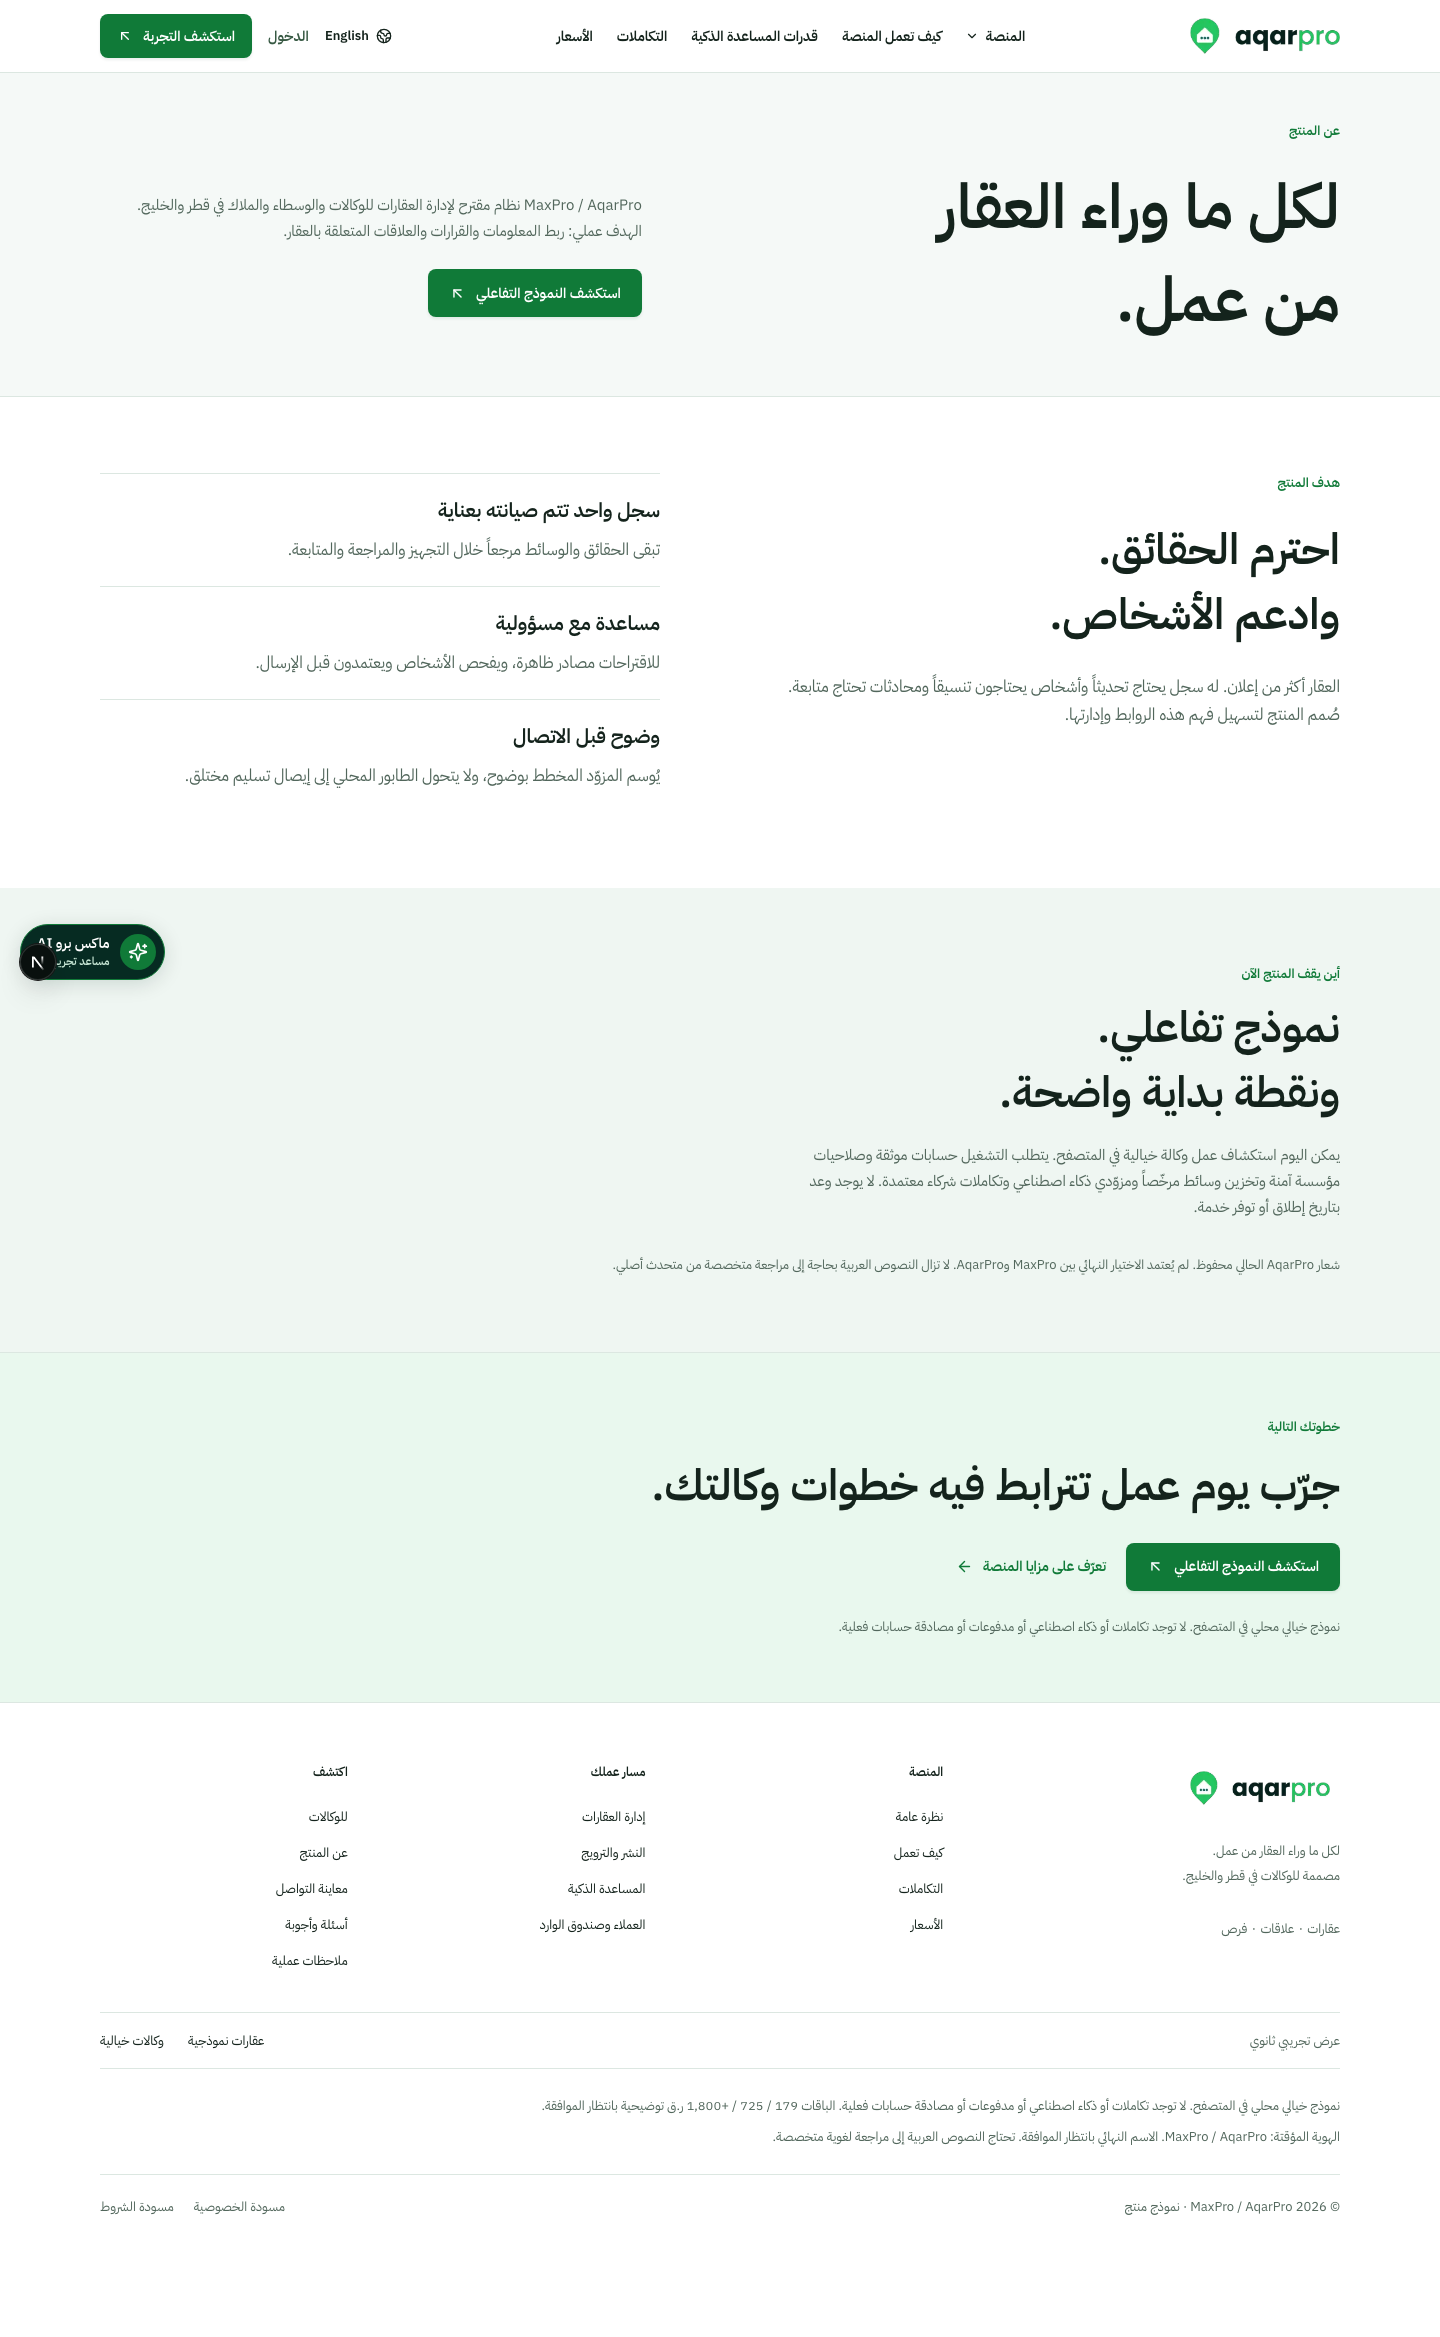 aqarpro
المنصة
كيف تعمل المنصة
قدرات المساعدة الذكية
التكاملات
الأسعار
English
الدخول
استكشف التجربة
عن المنتج
لكل ما وراء العقار
من عمل.
MaxPro / AqarPro نظام مقترح لإدارة العقارات للوكالات والوسطاء والملاك في قطر والخليج.
الهدف عملي: ربط المعلومات والقرارات والعلاقات المتعلقة بالعقار.
استكشف النموذج التفاعلي
هدف المنتج
احترم الحقائق.
وادعم الأشخاص.
العقار أكثر من إعلان. له سجل يحتاج تحديثاً وأشخاص يحتاجون تنسيقاً ومحادثات تحتاج متابعة.
صُمم المنتج لتسهيل فهم هذه الروابط وإدارتها.
سجل واحد تتم صيانته بعناية
تبقى الحقائق والوسائط مرجعاً خلال التجهيز والمراجعة والمتابعة.
مساعدة مع مسؤولية
للاقتراحات مصادر ظاهرة، ويفحص الأشخاص ويعتمدون قبل الإرسال.
وضوح قبل الاتصال
يُوسم المزوّد المخطط بوضوح، ولا يتحول الطابور المحلي إلى إيصال تسليم مختلق.
ماكس برو AI
مساعد
أين يقف المنتج الآن
نموذج تفاعلي.
ونقطة بداية واضحة.
يمكن اليوم استكشاف عمل وكالة خيالية في المتصفح. يتطلب التشغيل حسابات موثقة وصلاحيات
مؤسسة آمنة وتخزين وسائط مرخّصاً ومزوّدي ذكاء اصطناعي وتكاملات شركاء معتمدة. لا يوجد وعد
بتاريخ إطلاق أو توفر خدمة.
شعار AqarPro الحالي محفوظ. لم يُعتمد الاختيار النهائي بين MaxPro وAqarPro. لا تزال النصوص العربية بحاجة إلى مراجعة متخصصة من متحدث أصلي.
خطوتك التالية
جرّب يوم عمل تترابط فيه خطوات وكالتك.
استكشف النموذج التفاعلي
تعرّف على مزايا المنصة
نموذج خيالي محلي في المتصفح. لا توجد تكاملات أو ذكاء اصطناعي أو مدفوعات أو مصادقة حسابات فعلية.
aqarpro
لكل ما وراء العقار من عمل.
مصممة للوكالات في قطر والخليج.
عقارات · علاقات · فرص
المنصة
نظرة عامة
كيف تعمل
التكاملات
الأسعار
مسار عملك
إدارة العقارات
النشر والترويج
المساعدة الذكية
العملاء وصندوق الوارد
اكتشف
للوكالات
عن المنتج
معاينة التواصل
أسئلة وأجوبة
ملاحظات عملية
عرض تجريبي ثانوي
عقارات نموذجية
وكالات خيالية
نموذج خيالي محلي في المتصفح. لا توجد تكاملات أو ذكاء اصطناعي أو مدفوعات أو مصادقة حسابات فعلية. الباقات 179 / 725 / +1,800 ر.ق توضيحية بانتظار الموافقة.
الهوية المؤقتة: MaxPro / AqarPro. الاسم النهائي بانتظار الموافقة. تحتاج النصوص العربية إلى مراجعة لغوية متخصصة.
© 2026 MaxPro / AqarPro · نموذج منتج
مسودة الخصوصية
مسودة الشروط